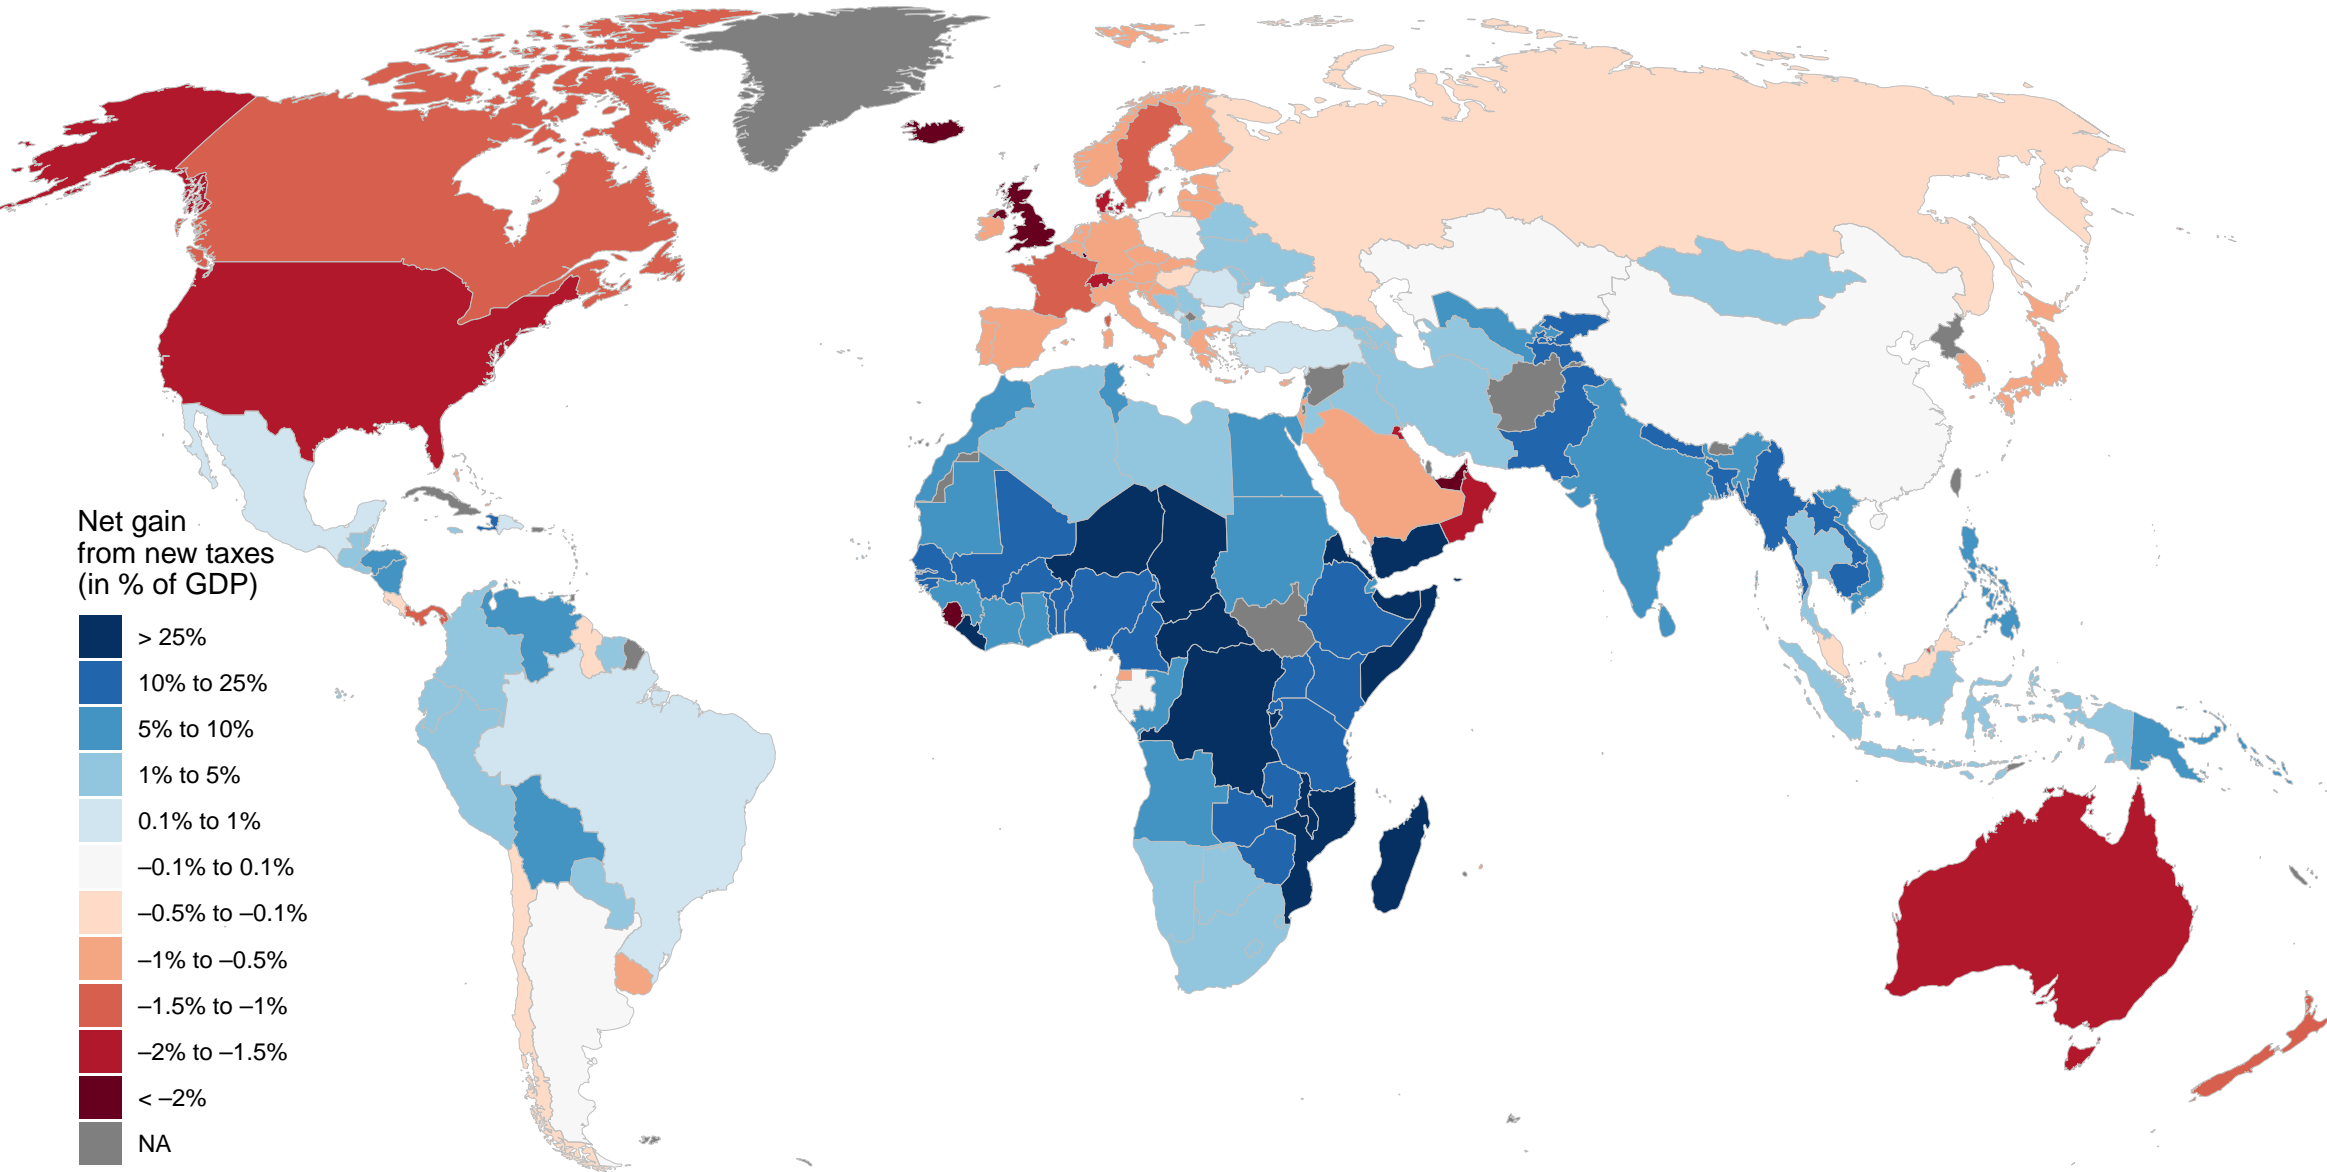 Net gain
from new taxes
(in % of GDP)
> 25%
10% to 25%
5% to 10%
1% to 5%
0.1% to 1%
–0.1% to 0.1%
–0.5% to –0.1%
–1% to –0.5%
–1.5% to –1%
–2% to –1.5%
< –2%
NA